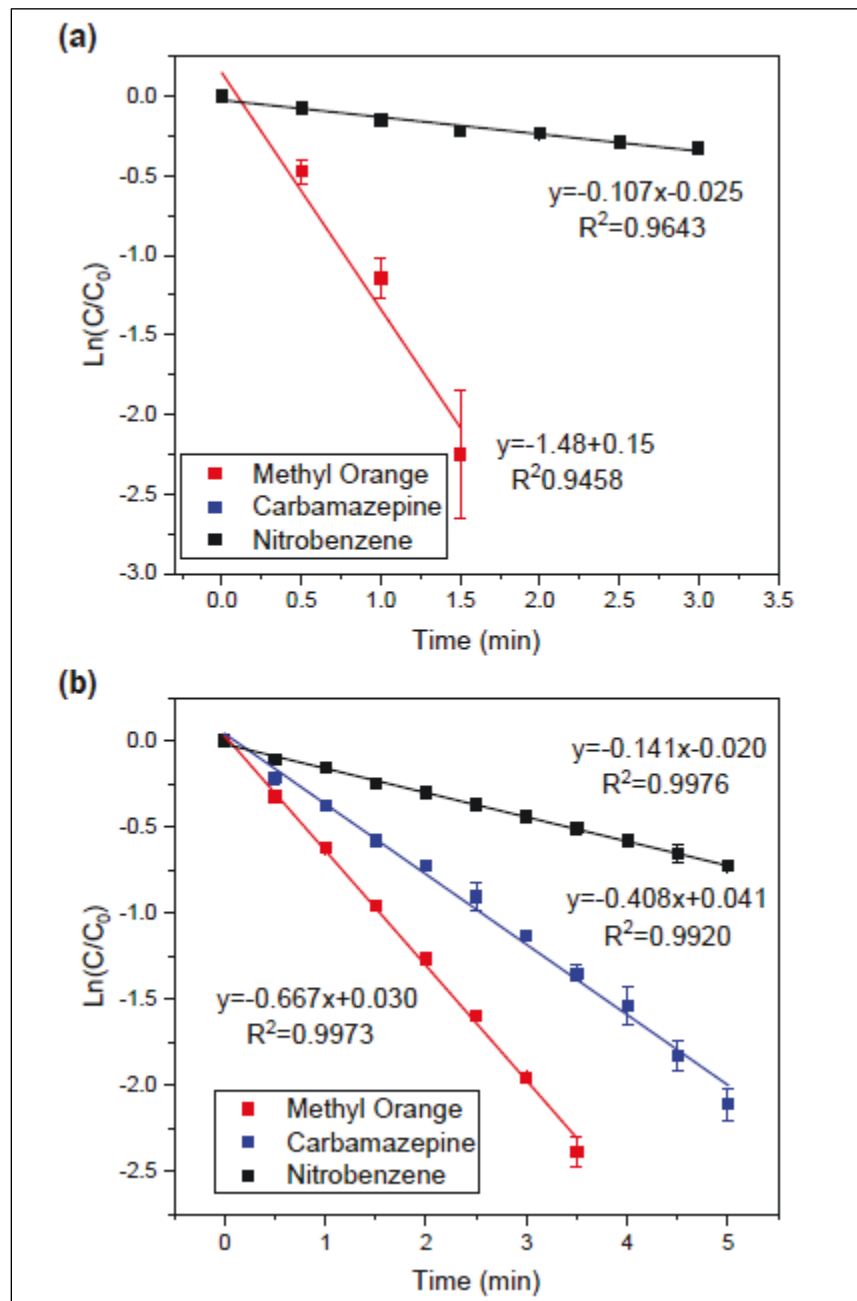 (a)
0.0
-0.5
-1.0
-1.5
-2.0
-2.5
-3.0
Ln(C/C₀)
y=-0.107x-0.025
R²=0.9643
y=-1.48+0.15
R²0.9458
Methyl Orange
Carbamazepine
Nitrobenzene
0.0 0.5 1.0 1.5 2.0 2.5 3.0 3.5
Time (min)
(b)
0.0
-0.5
-1.0
-1.5
-2.0
-2.5
Ln(C/C₀)
y=-0.141x-0.020
R²=0.9976
y=-0.408x+0.041
R²=0.9920
y=-0.667x+0.030
R²=0.9973
Methyl Orange
Carbamazepine
Nitrobenzene
0 1 2 3 4 5
Time (min)